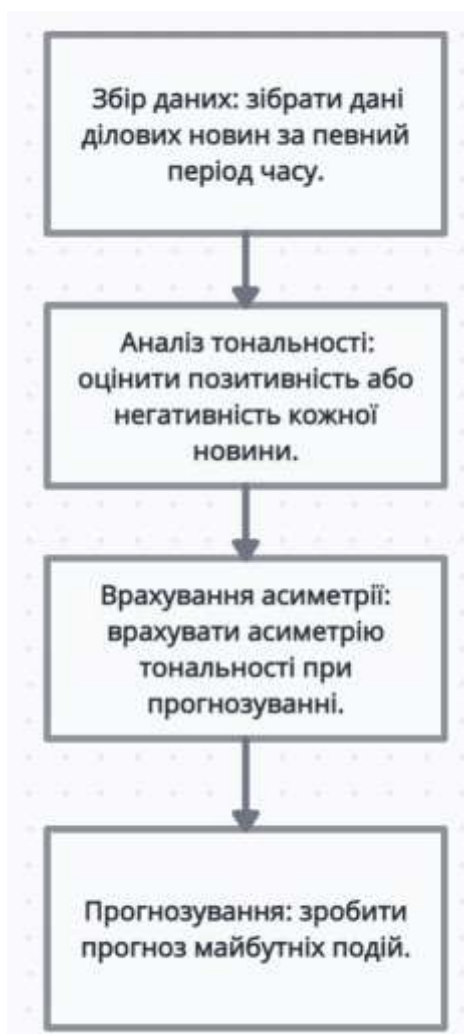 Збір даних: зібрати дані
ділових новин за певний
період часу.
Аналіз тональності:
оцінити позитивність або
негативність кожної
новини.
Врахування асиметрії:
врахувати асиметрію
тональності при
прогнозуванні.
Прогнозування: зробити
прогноз майбутніх подій.